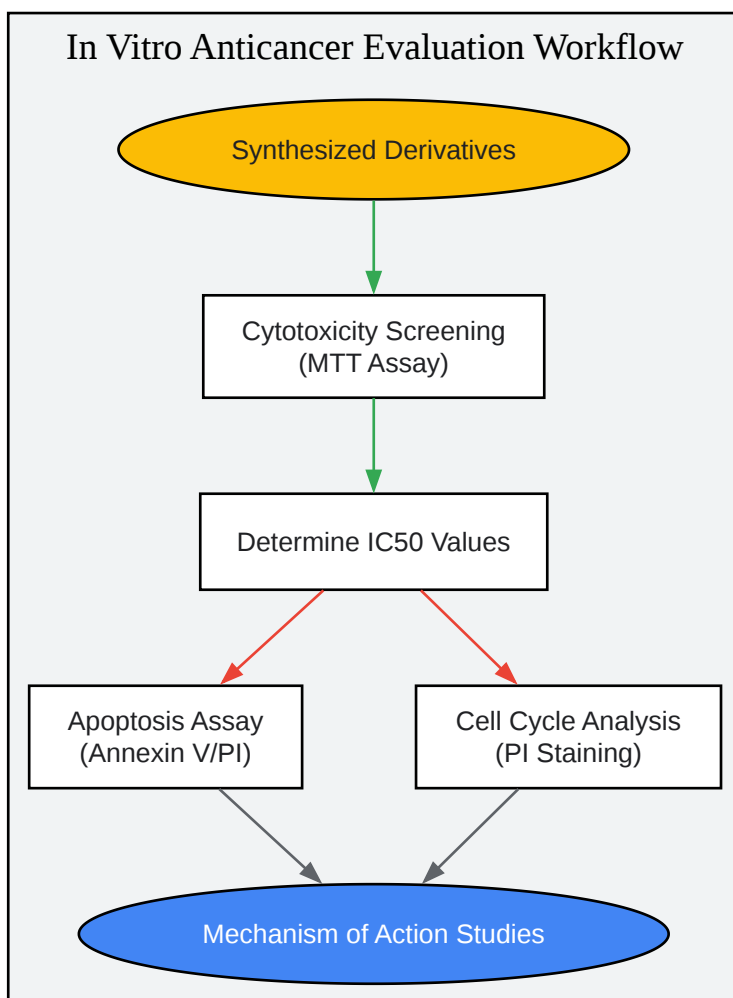 In Vitro Anticancer Evaluation Workflow
Synthesized Derivatives
Cytotoxicity Screening
(MTT Assay)
Determine IC50 Values
Apoptosis Assay
(Annexin V/PI)
Cell Cycle Analysis
(PI Staining)
Mechanism of Action Studies